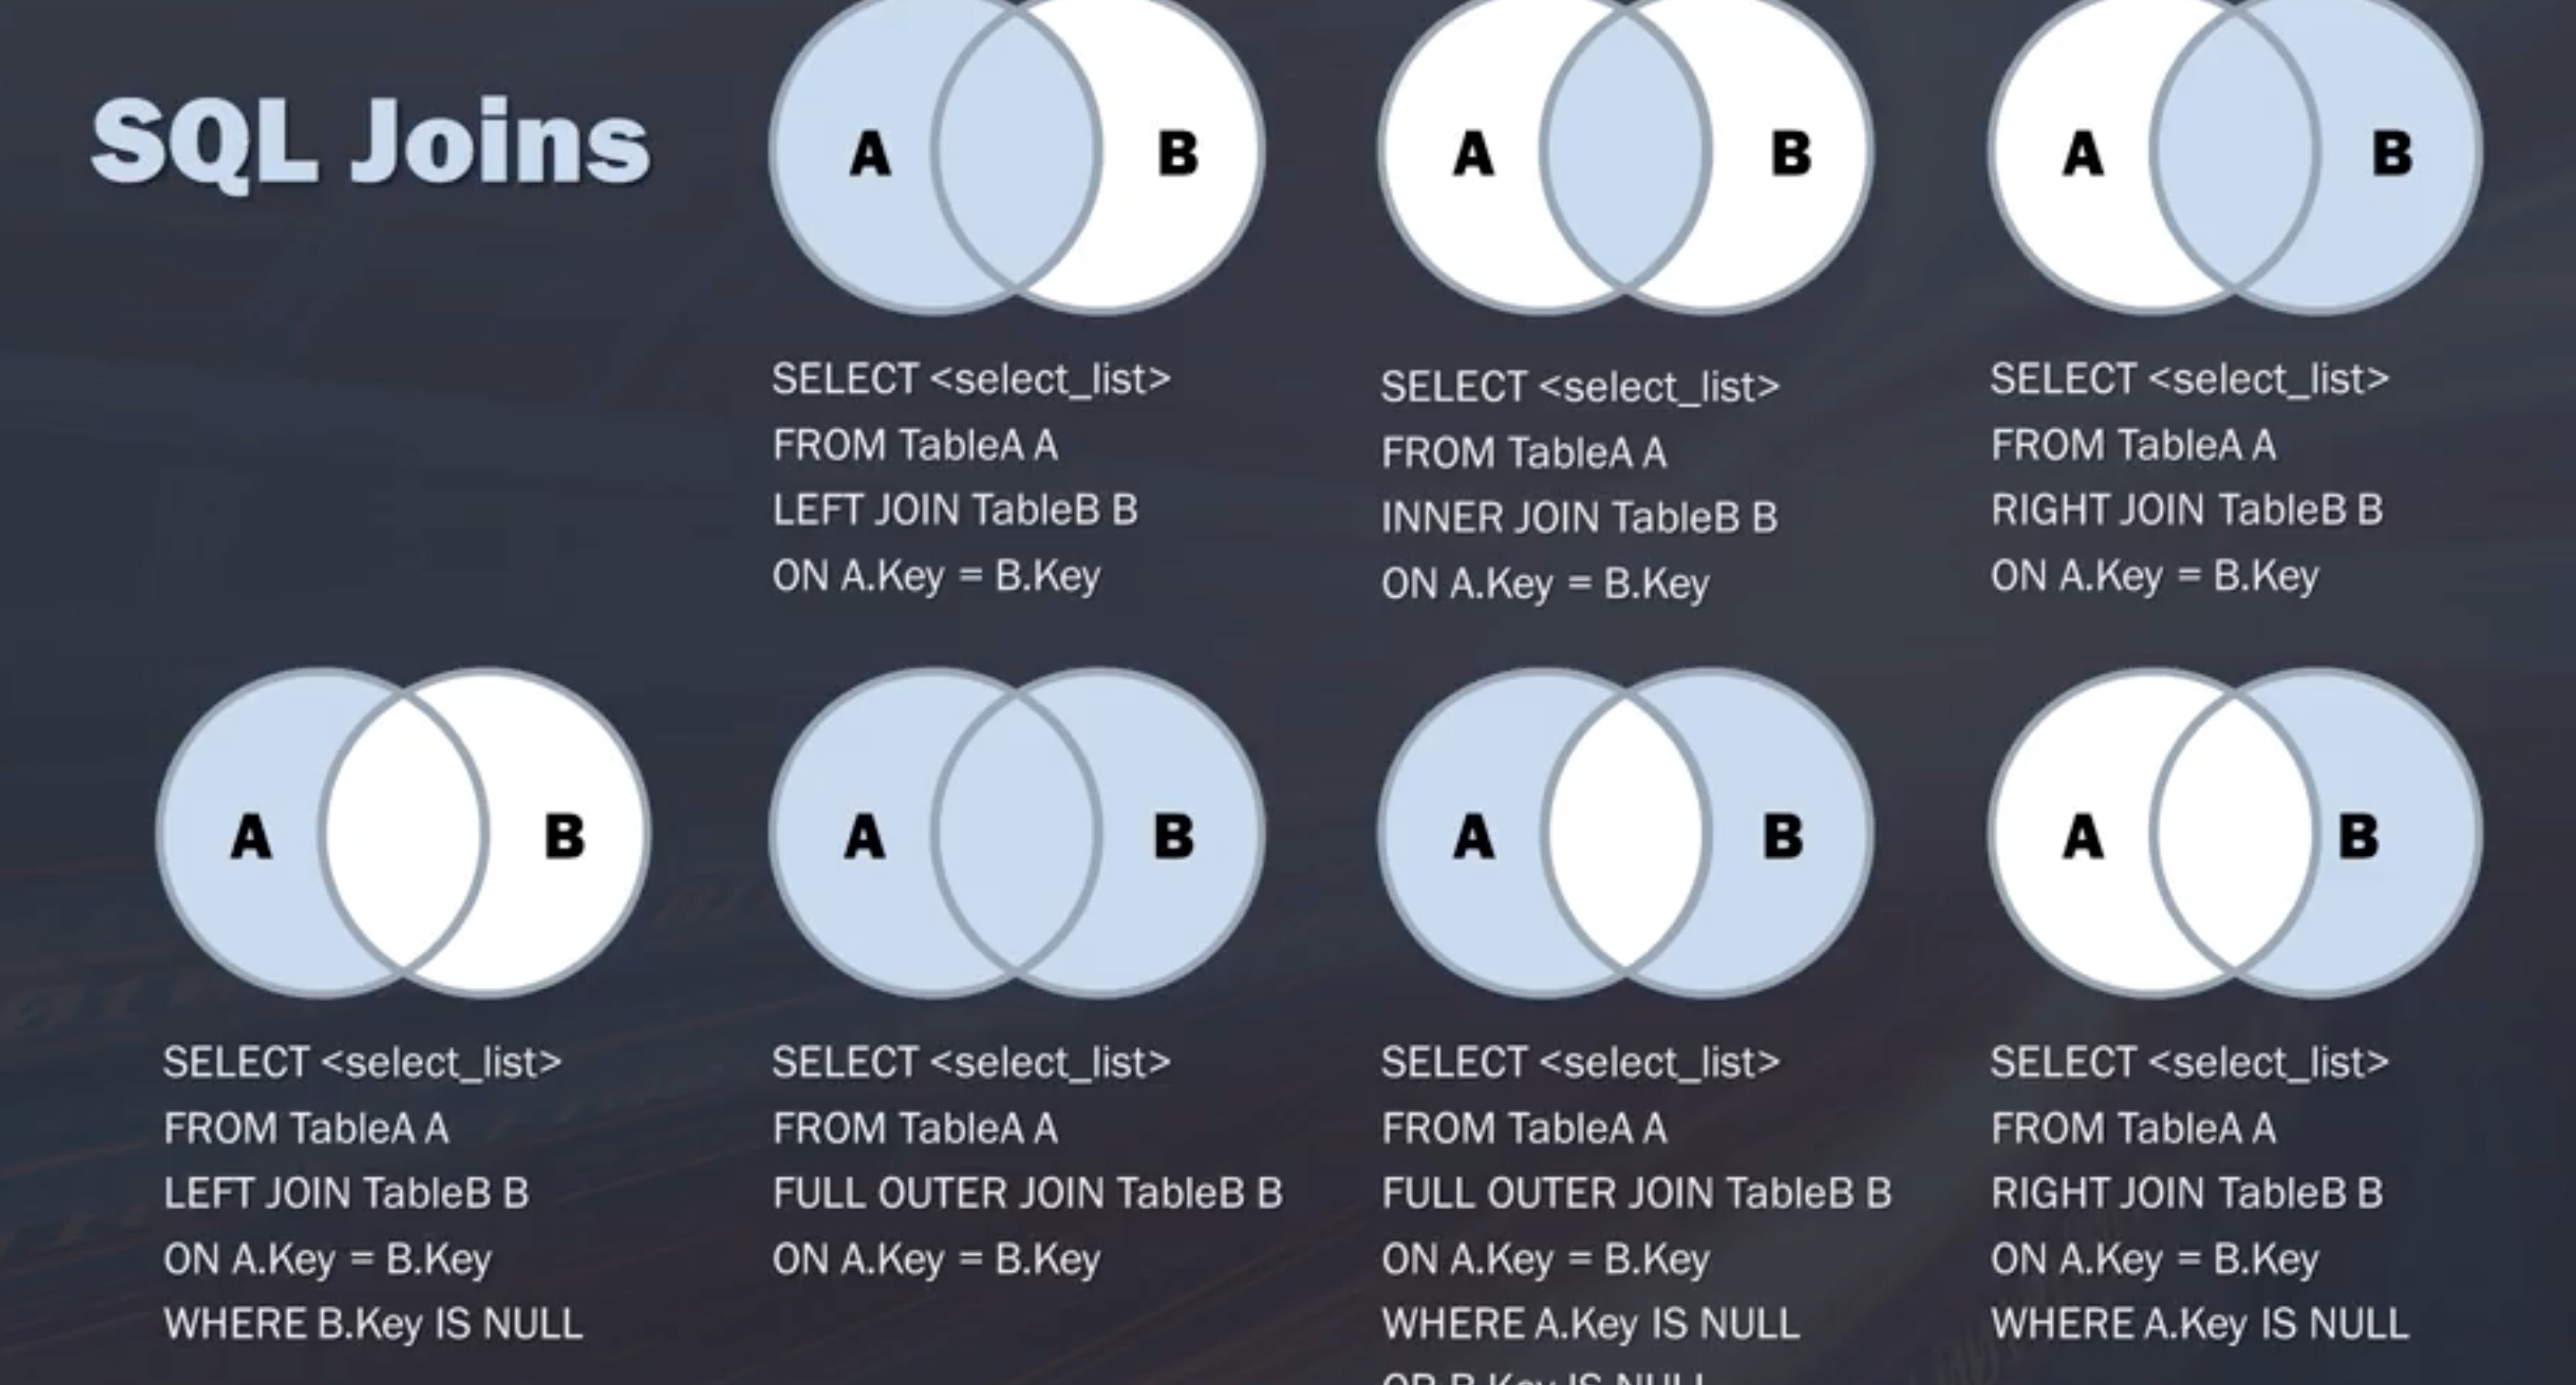 SQL Joins
A
B
SELECT <select_list>
FROM TableA A
LEFT JOIN TableB B
ON A.Key = B.Key
A
B
SELECT <select_list>
FROM TableA A
INNER JOIN TableB B
ON A.Key = B.Key
A
B
SELECT <select_list>
FROM TableA A
RIGHT JOIN TableB B
ON A.Key = B.Key
A
B
SELECT <select_list>
FROM TableA A
LEFT JOIN TableB B
ON A.Key = B.Key
WHERE B.Key IS NULL
A
B
SELECT <select_list>
FROM TableA A
FULL OUTER JOIN TableB B
ON A.Key = B.Key
A
B
SELECT <select_list>
FROM TableA A
FULL OUTER JOIN TableB B
ON A.Key = B.Key
WHERE A.Key IS NULL
OR B.Key IS NULL
A
B
SELECT <select_list>
FROM TableA A
RIGHT JOIN TableB B
ON A.Key = B.Key
WHERE A.Key IS NULL